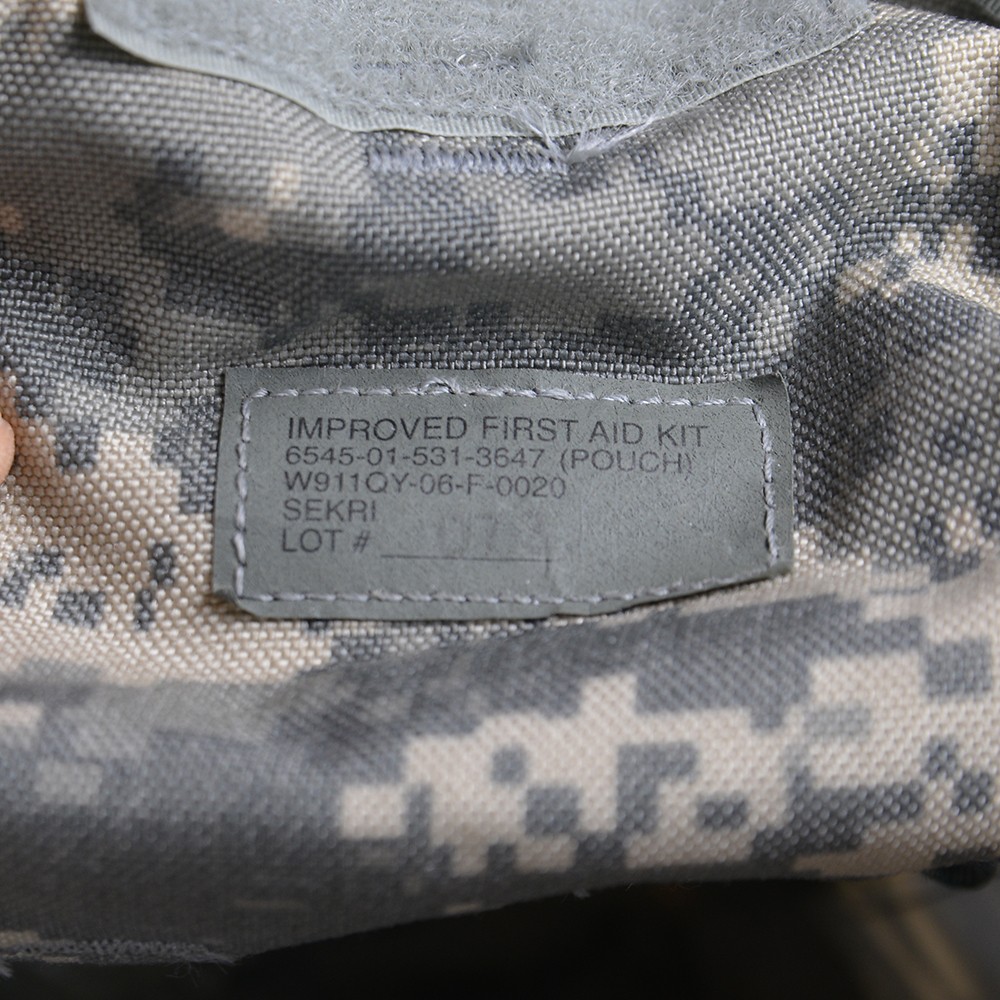 IMPROVED FIRST AID KIT
6545-01-531-3647 (POUCH)
W911QY-06-F-0020
SEKRI
LOT #